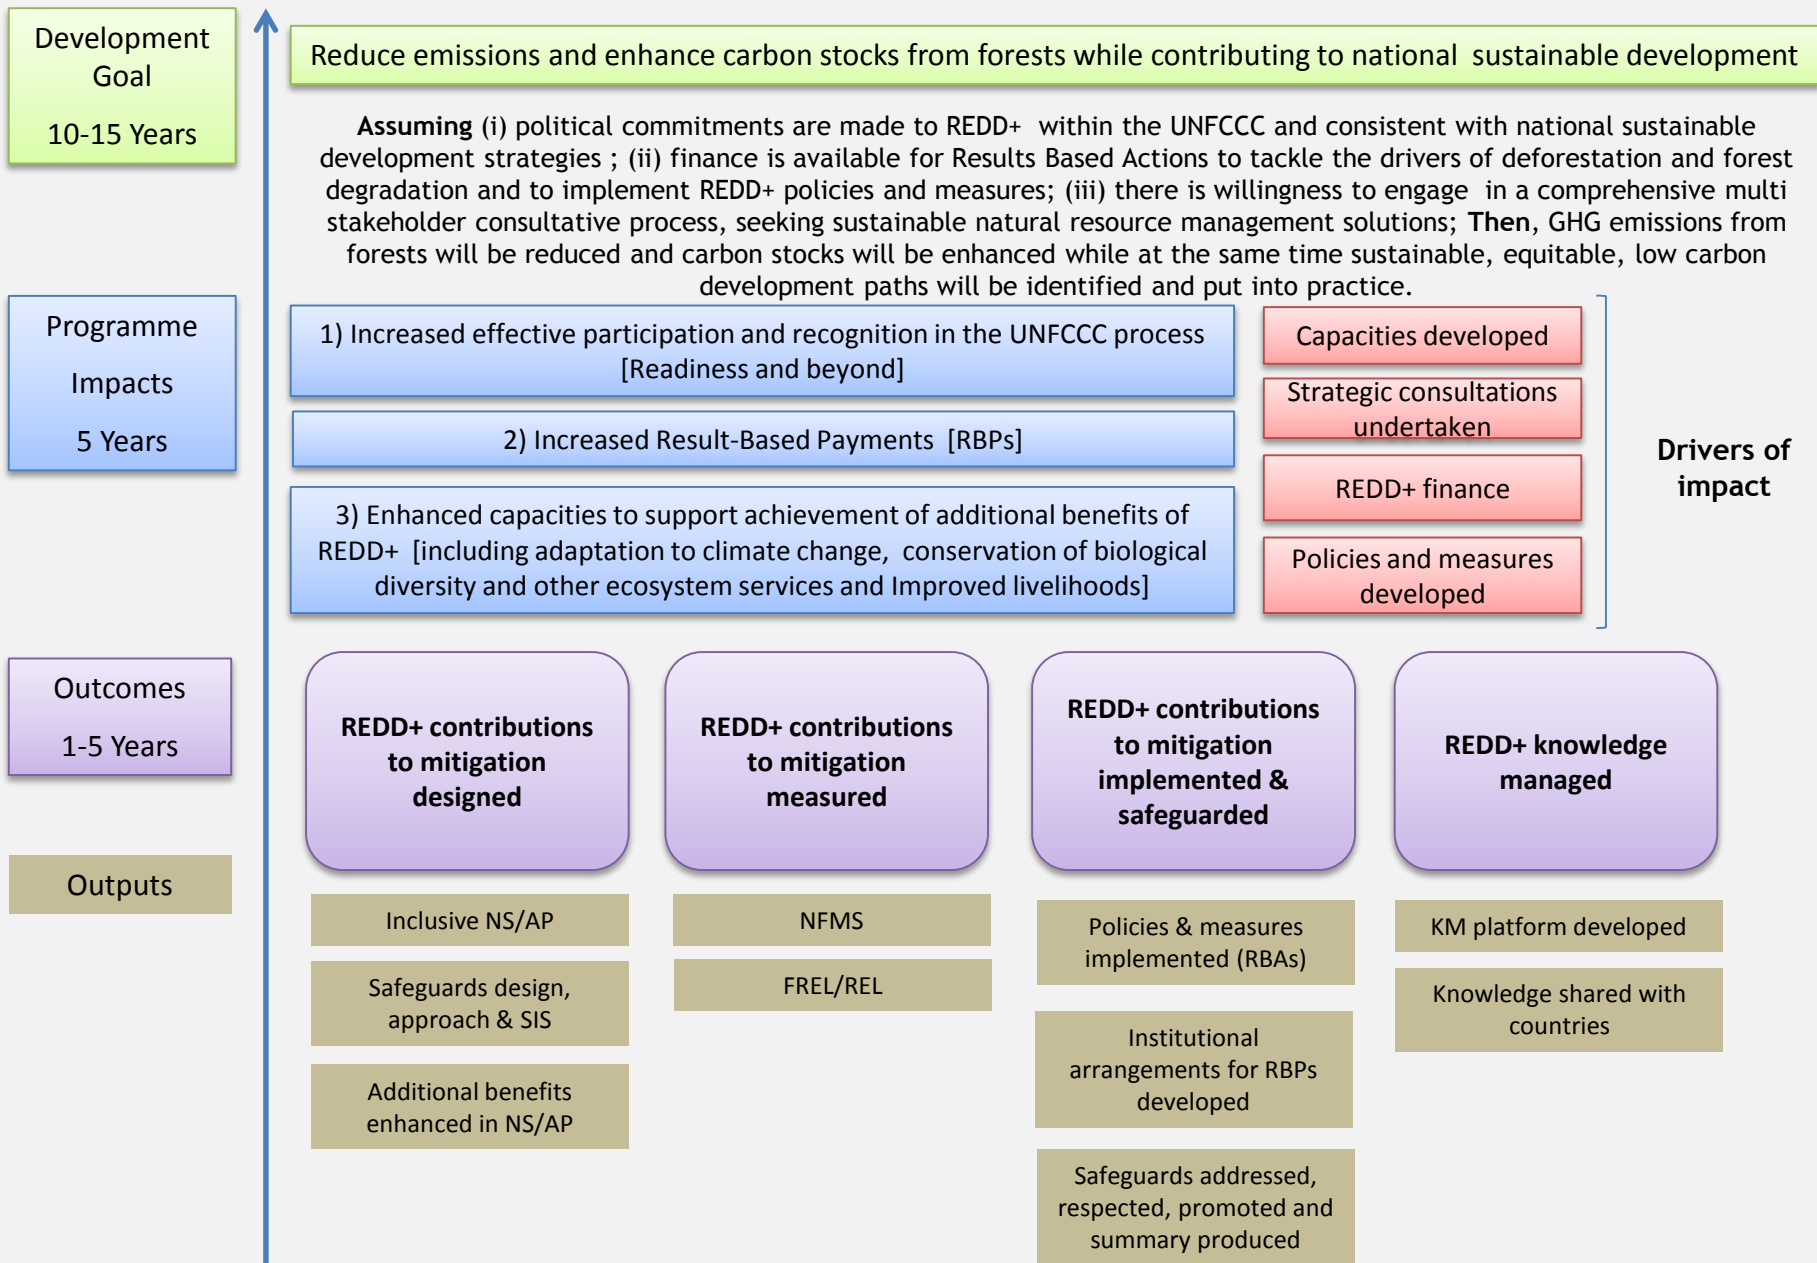 Development
Goal
10-15 Years
Reduce emissions and enhance carbon stocks from forests while contributing to national sustainable development
Assuming (i) political commitments are made to REDD+ within the UNFCCC and consistent with national sustainable
development strategies ; (ii) finance is available for Results Based Actions to tackle the drivers of deforestation and forest
degradation and to implement REDD+ policies and measures; (iii) there is willingness to engage in a comprehensive multi
stakeholder consultative process, seeking sustainable natural resource management solutions; Then, GHG emissions from
forests will be reduced and carbon stocks will be enhanced while at the same time sustainable, equitable, low carbon
development paths will be identified and put into practice.
Programme
Impacts
5 Years
1) Increased effective participation and recognition in the UNFCCC process
[Readiness and beyond]
2) Increased Result-Based Payments [RBPs]
3) Enhanced capacities to support achievement of additional benefits of
REDD+ [including adaptation to climate change, conservation of biological
diversity and other ecosystem services and Improved livelihoods]
Capacities developed
Strategic consultations
undertaken
REDD+ finance
Policies and measures
developed
Drivers of
impact
Outcomes
1-5 Years
REDD+ contributions
to mitigation
designed
REDD+ contributions
to mitigation
measured
REDD+ contributions
to mitigation
implemented &
safeguarded
REDD+ knowledge
managed
Outputs
Inclusive NS/AP
Safeguards design,
approach & SIS
Additional benefits
enhanced in NS/AP
NFMS
FREL/REL
Policies & measures
implemented (RBAs)
Institutional
arrangements for RBPs
developed
Safeguards addressed,
respected, promoted and
summary produced
KM platform developed
Knowledge shared with
countries